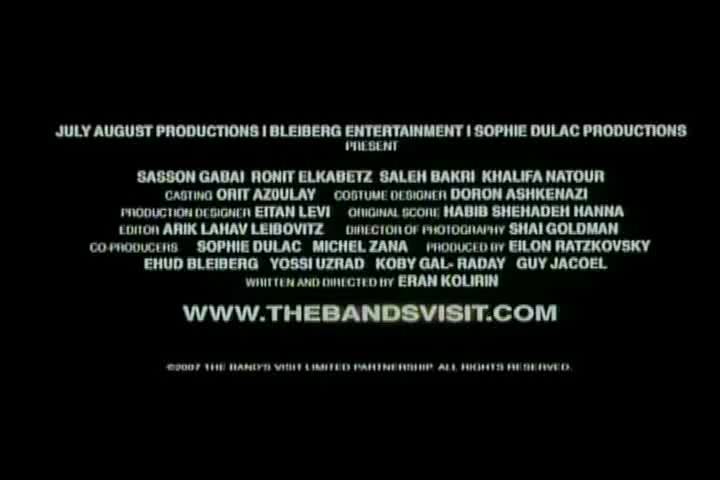 JULY AUGUST PRODUCTIONS | BLEIBERG ENTERTAINMENT | SOPHIE DULAC PRODUCTIONS
PRESENT
SASSON GABAI RONIT ELKABETZ SALEH BAKRI KHALIFA NATOUR
CASTING ORIT AZOULAY COSTUME DESIGNER DORON ASHKENAZI
PRODUCTION DESIGNER EITAN LEVI ORIGINAL SCORE HABIB SHEHADEH HANNA
EDITOR ARIK LAHAV LEIBOVITZ DIRECTOR OF PHOTOGRAPHY SHAI GOLDMAN
CO-PRODUCERS SOPHIE DULAC MICHEL ZANA PRODUCED BY EILON RATZKOVSKY
EHUD BLEIBERG YOSSI UZRAD KOBY GAL- RADAY GUY JACOEL
WRITTEN AND DIRECTED BY ERAN KOLIRIN
WWW.THEBANDSVISIT.COM
©2007 THE BAND'S VISIT LIMITED PARTNERSHIP. ALL RIGHTS RESERVED.